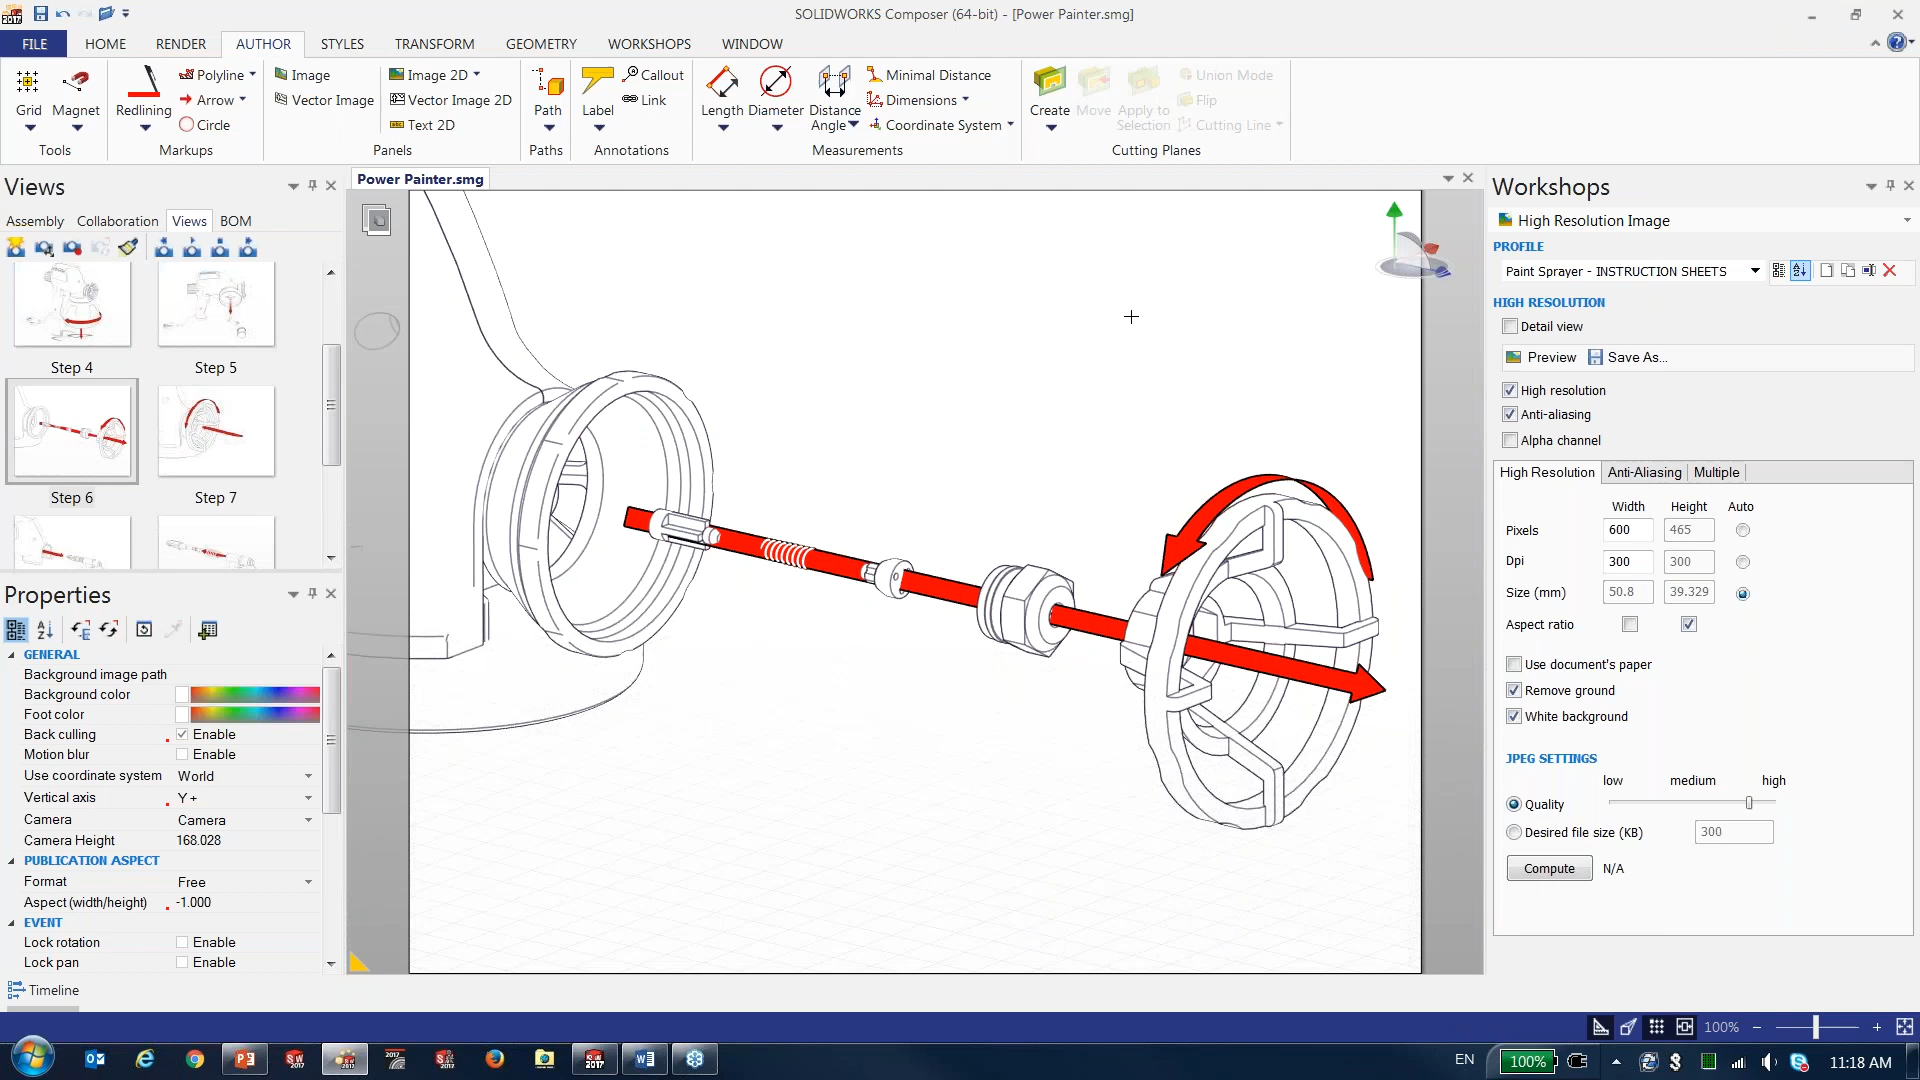 SOLIDWORKS Composer (64-bit) - [Power Painter.smg]
FILE HOME RENDER AUTHOR STYLES TRANSFORM GEOMETRY WORKSHOPS WINDOW
Grid Magnet
Tools
Redlining Polyline
Arrow
Circle
Markups
Image
Vector Image
Image 2D
Vector Image 2D
Text 2D
Panels
Path
Paths
Label Callout
Link
Annotations
Length Diameter Distance Angle
Minimal Distance
Dimensions
Coordinate System
Measurements
Create Move Apply to Selection
Union Mode
Flip
Cutting Line
Cutting Planes
Views
Assembly Collaboration Views BOM
Step 4 Step 5
Step 6 Step 7
Properties
GENERAL
Background image path
Background color
Foot color
Back culling Enable
Motion blur Enable
Use coordinate system World
Vertical axis Y +
Camera Camera
Camera Height 168.028
PUBLICATION ASPECT
Format Free
Aspect (width/height) -1.000
EVENT
Lock rotation Enable
Lock pan Enable
Timeline
Power Painter.smg
Workshops
High Resolution Image
PROFILE
Paint Sprayer - INSTRUCTION SHEETS
HIGH RESOLUTION
Detail view
Preview Save As...
High resolution
Anti-aliasing
Alpha channel
High Resolution Anti-Aliasing Multiple
Width Height Auto
Pixels 600 465
Dpi 300 300
Size (mm) 50.8 39.329
Aspect ratio
Use document's paper
Remove ground
White background
JPEG SETTINGS
low medium high
Quality
Desired file size (KB) 300
Compute N/A
100%
EN 100% 11:18 AM